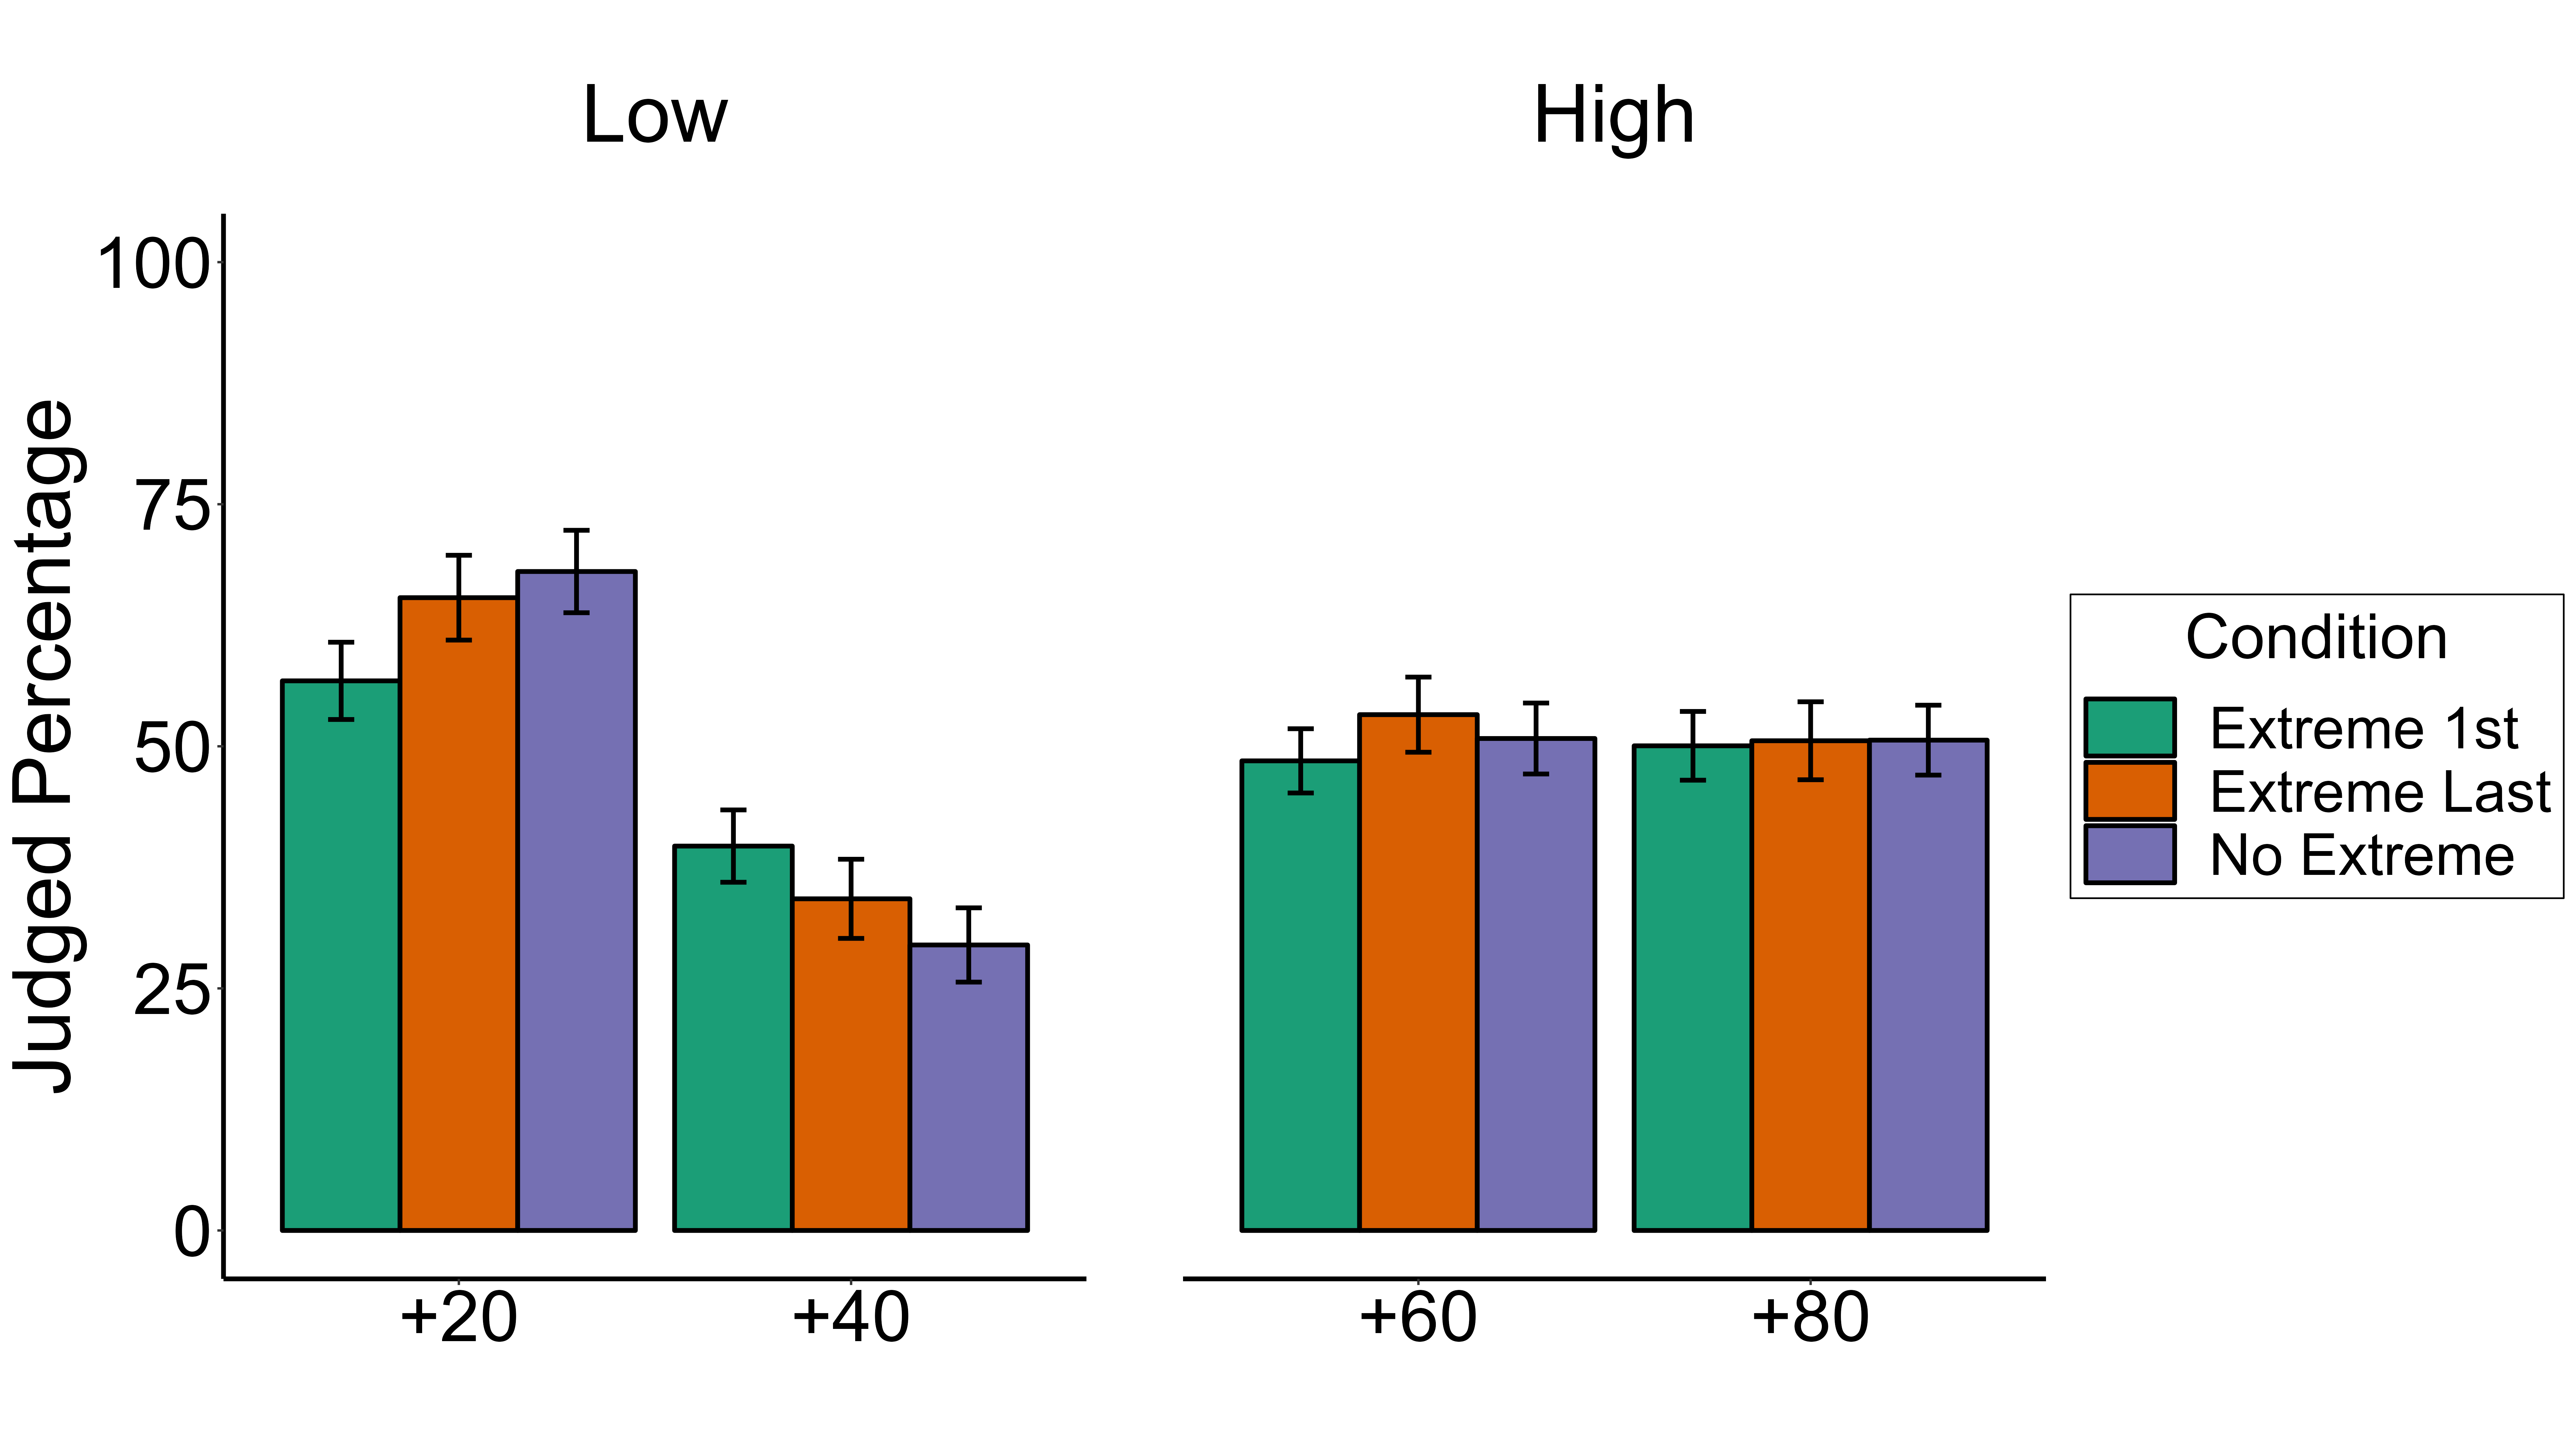 Low
High
Judged Percentage
100
75
50
25
0
+20
+40
+60
+80
Condition
Extreme 1st
Extreme Last
No Extreme